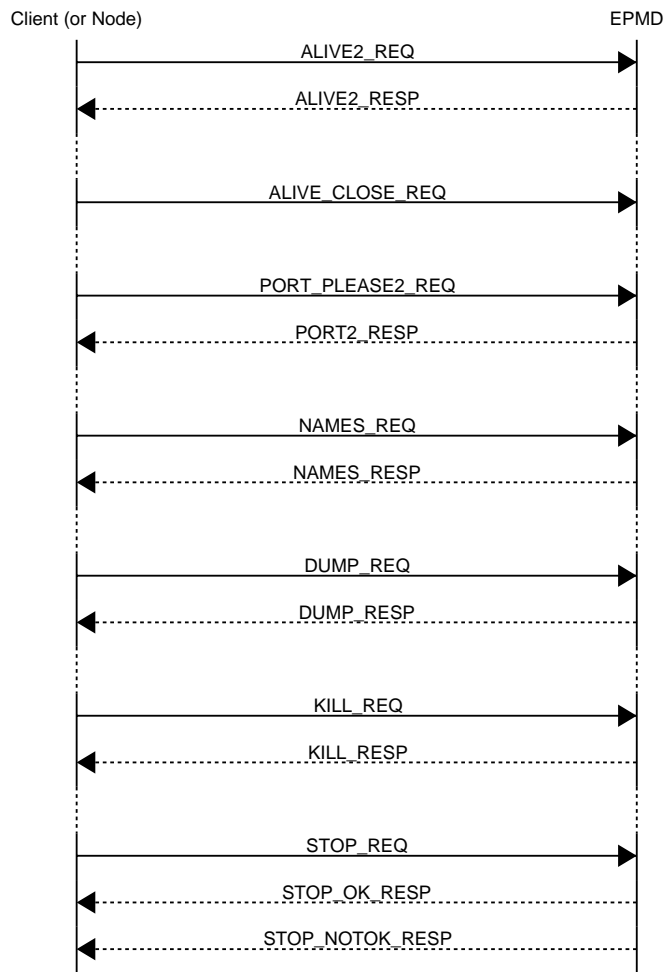 Client (or Node) EPMD
ALIVE2_REQ
ALIVE2_RESP
ALIVE_CLOSE_REQ
PORT_PLEASE2_REQ
PORT2_RESP
NAMES_REQ
NAMES_RESP
DUMP_REQ
DUMP_RESP
KILL_REQ
KILL_RESP
STOP_REQ
STOP_OK_RESP
STOP_NOTOK_RESP